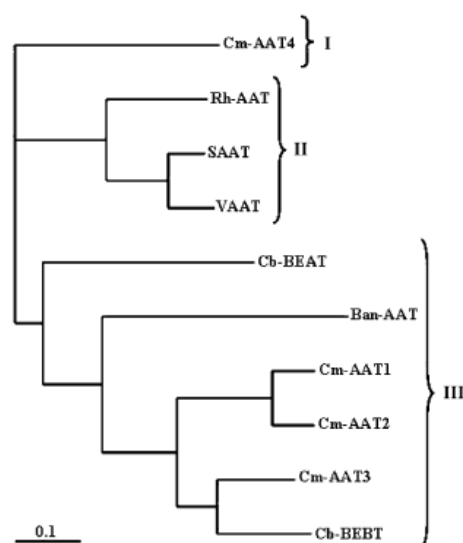 Cm-AAT4
I
Rh-AAT
SAAT
II
VAAT
Cb-BEAT
Ban-AAT
Cm-AAT1
III
Cm-AAT2
Cm-AAT3
0.1
Cb-BEBT